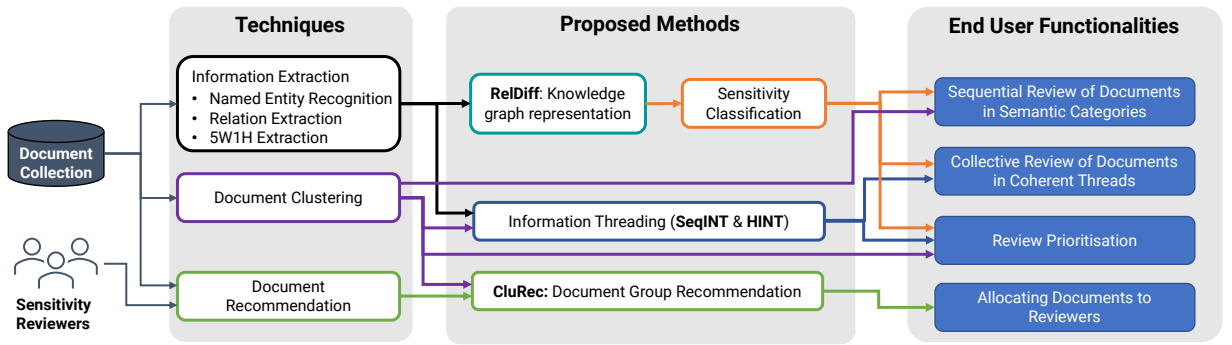 Techniques
Proposed Methods
End User Functionalities
Document
Collection
Sensitivity
Reviewers
Information Extraction
• Named Entity Recognition
• Relation Extraction
• 5W1H Extraction
Document Clustering
Document
Recommendation
RelDiff: Knowledge
graph representation
Sensitivity
Classification
Information Threading (SeqINT & HINT)
CluRec: Document Group Recommendation
Sequential Review of Documents
in Semantic Categories
Collective Review of Documents
in Coherent Threads
Review Prioritisation
Allocating Documents to
Reviewers